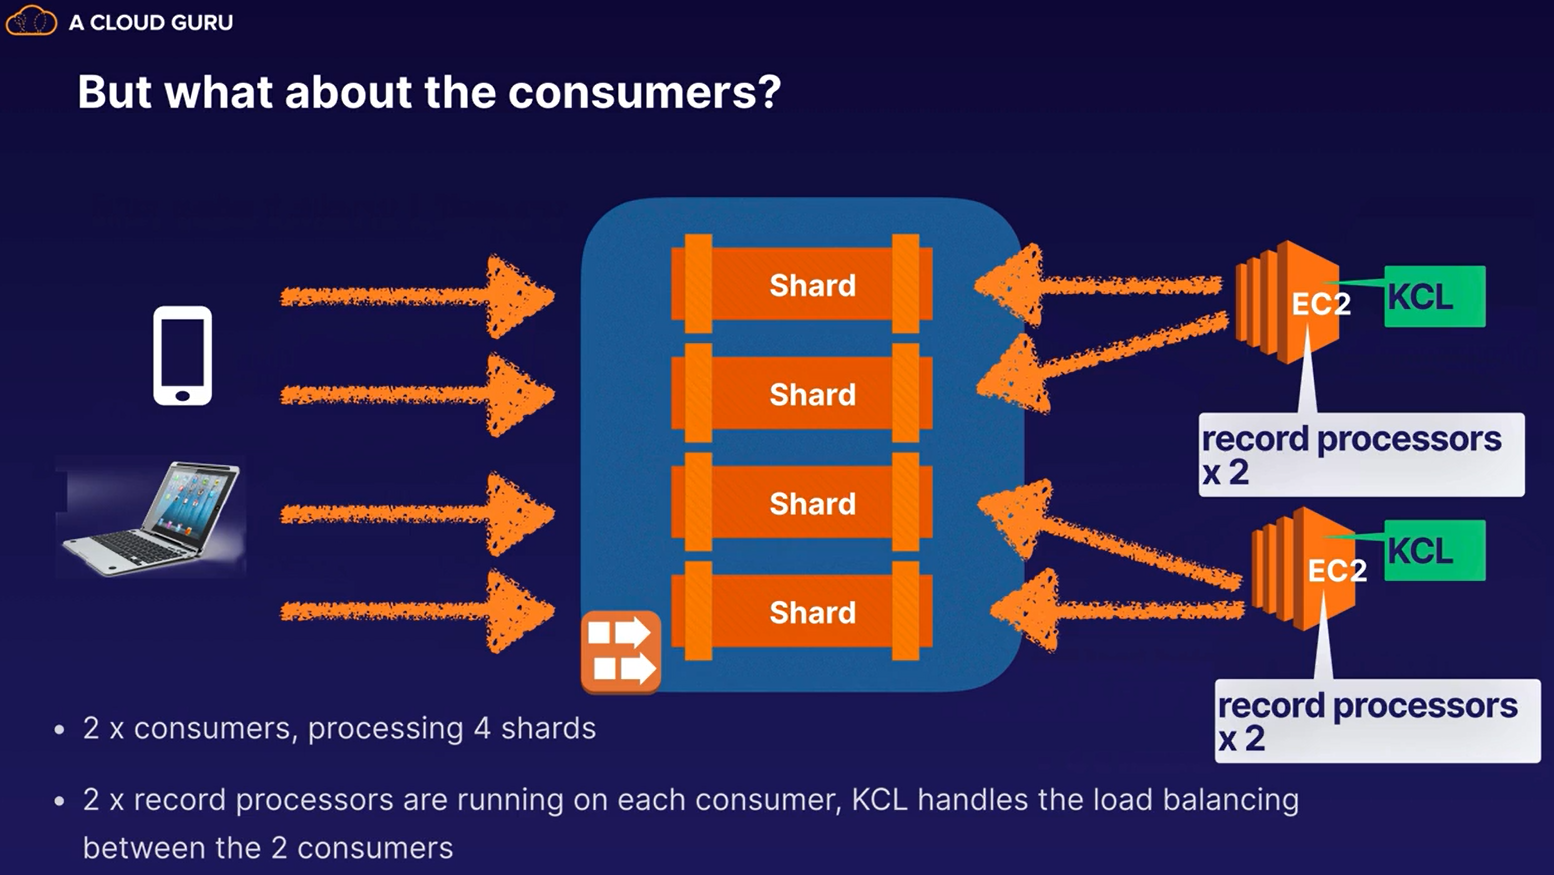 A CLOUD GURU
But what about the consumers?
Shard
Shard
Shard
Shard
EC2
KCL
record processors
x 2
EC2
KCL
record processors
x 2
• 2 x consumers, processing 4 shards
• 2 x record processors are running on each consumer, KCL handles the load balancing
between the 2 consumers